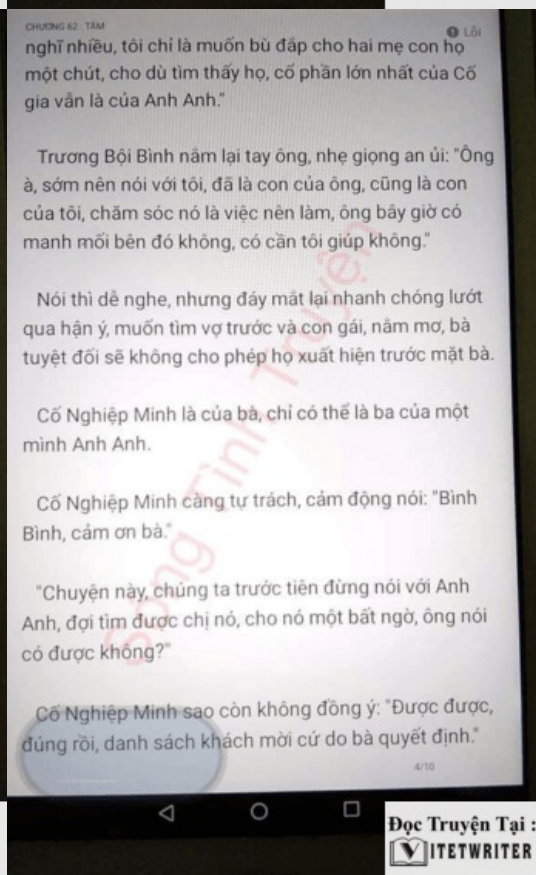 CHƯƠNG 62: TÂM
Lỗi
nghĩ nhiều, tôi chỉ là muốn bù đắp cho hai mẹ con họ
một chút, cho dù tìm thấy họ, cổ phần lớn nhất của Cố
gia vẫn là của Anh Anh."
Trương Bội Bình nắm lại tay ông, nhẹ giọng an ủi: "Ông
à, sớm nên nói với tôi, đã là con của ông, cũng là con
của tôi, chăm sóc nó là việc nên làm, ông bây giờ có
manh mối bên đó không, có cần tôi giúp không."
Nói thì dễ nghe, nhưng đáy mắt lại nhanh chóng lướt
qua hận ý, muốn tìm vợ trước và con gái, nằm mơ, bà
tuyệt đối sẽ không cho phép họ xuất hiện trước mặt bà.
Cố Nghiệp Minh là của bà, chỉ có thể là ba của một
mình Anh Anh.
Cố Nghiệp Minh càng tự trách, cảm động nói: "Bình
Bình, cảm ơn bà."
"Chuyện này, chúng ta trước tiên đừng nói với Anh
Anh, đợi tìm được chị nó, cho nó một bất ngờ, ông nói
có được không?"
Cố Nghiệp Minh sao còn không đồng ý: "Được được,
đúng rồi, danh sách khách mời cứ do bà quyết định."
4/10
Sắc Tình Truyện
Đọc Truyện Tại :
VITETWRITER